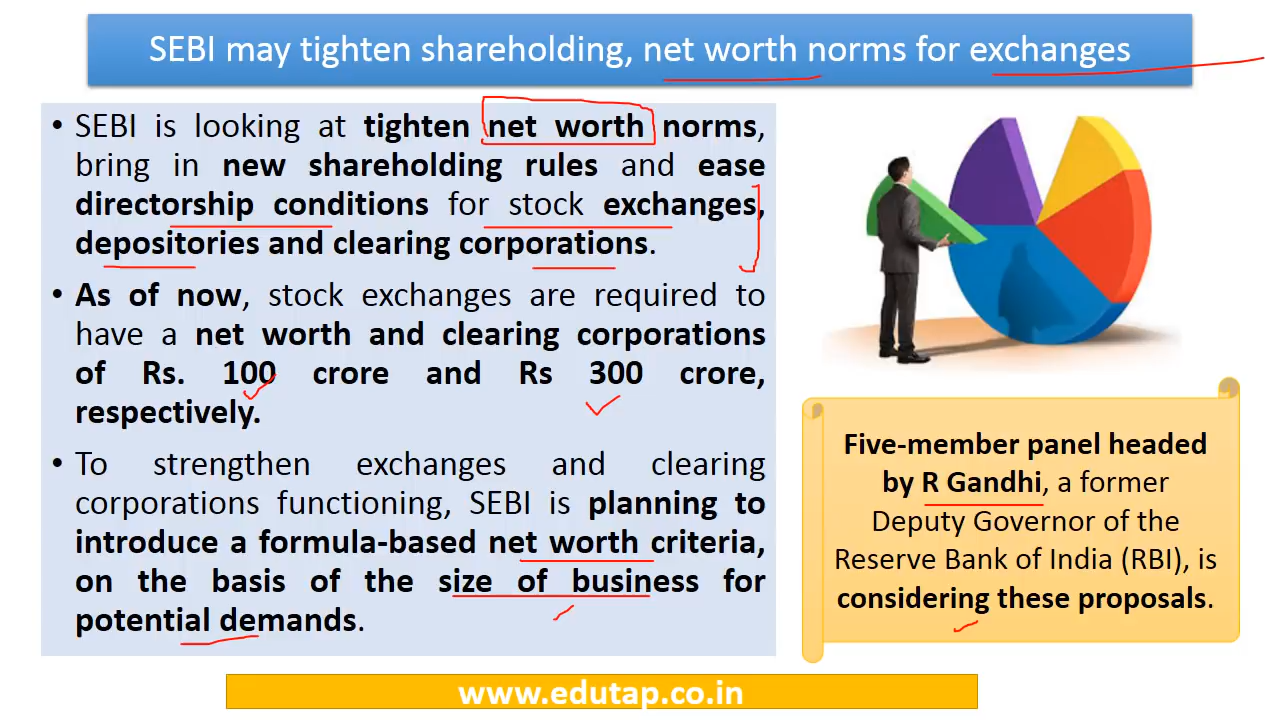 SEBI may tighten shareholding, net worth norms for exchanges
• SEBI is looking at tighten net worth norms,
bring in new shareholding rules and ease
directorship conditions for stock exchanges,
depositories and clearing corporations.
• As of now, stock exchanges are required to
have a net worth and clearing corporations
of Rs. 100 crore and Rs 300 crore,
respectively.
• To strengthen exchanges and clearing
corporations functioning, SEBI is planning to
introduce a formula-based net worth criteria,
on the basis of the size of business for
potential demands.
Five-member panel headed
by R Gandhi, a former
Deputy Governor of the
Reserve Bank of India (RBI), is
considering these proposals.
www.edutap.co.in